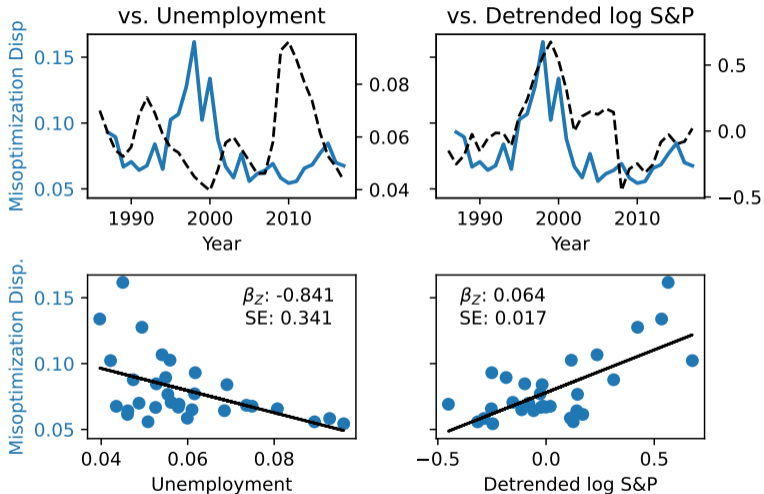 vs. Unemployment
vs. Detrended log S&P
Misoptimization Disp
0.15
0.10
0.05
0.08
0.06
0.04
0.5
0.0
−0.5
1990 2000 2010
1990 2000 2010
Year
Year
Misoptimization Disp.
0.15
0.10
0.05
β_Z: -0.841
SE: 0.341
β_Z: 0.064
SE: 0.017
0.04 0.06 0.08
−0.5 0.0 0.5
Unemployment
Detrended log S&P